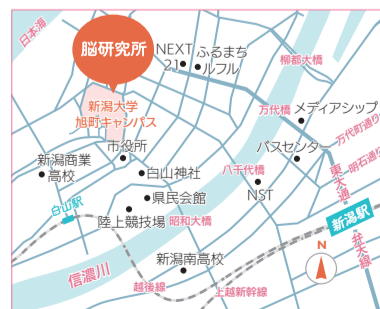 日本海
脳研究所
NEXT
21
ふるまち
ルフル
柳都大橋
新潟大学
旭町キャンパス
万代橋
メディアシップ
万代町通り
市役所
バスセンター
明石通り
新潟商業
高校
白山神社
八千代橋
東大通
県民会館
NST
白山駅
陸上競技場
昭和大橋
新潟駅
弁天線
N
信濃川
新潟南高校
越後線
上越新幹線